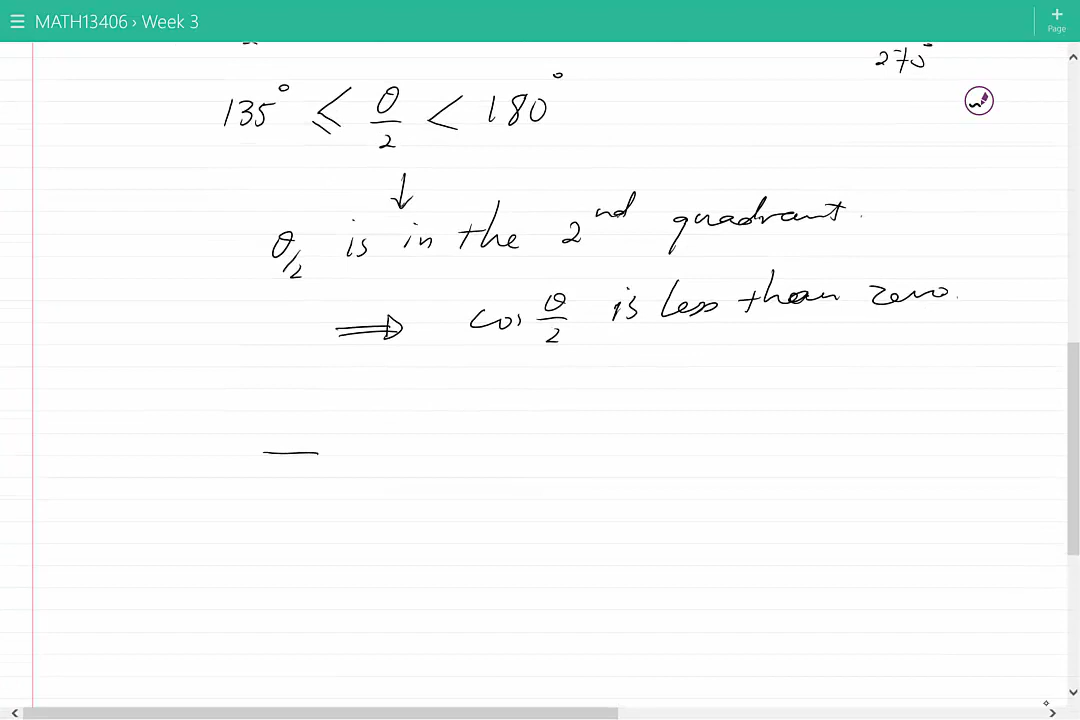 MATH13406 › Week 3
Page
270°
135° ≤ θ/2 < 180°
↓
θ/2 is in the 2nd quadrant.
⟹ cos θ/2 is less than zero.